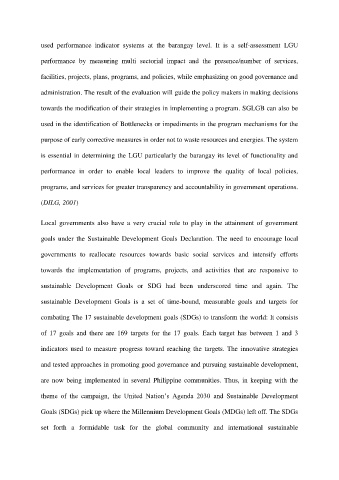 used performance indicator systems at the barangay level. It is a self-assessment LGU
performance by measuring multi sectorial impact and the presence/number of services,
facilities, projects, plans, programs, and policies, while emphasizing on good governance and
administration. The result of the evaluation will guide the policy makers in making decisions
towards the modification of their strategies in implementing a program. SGLGB can also be
used in the identification of Bottlenecks or impediments in the program mechanisms for the
purpose of early corrective measures in order not to waste resources and energies. The system
is essential in determining the LGU particularly the barangay its level of functionality and
performance in order to enable local leaders to improve the quality of local policies,
programs, and services for greater transparency and accountability in government operations.
(DILG, 2001)
Local governments also have a very crucial role to play in the attainment of government
goals under the Sustainable Development Goals Declaration. The need to encourage local
governments to reallocate resources towards basic social services and intensify efforts
towards the implementation of programs, projects, and activities that are responsive to
sustainable Development Goals or SDG had been underscored time and again. The
sustainable Development Goals is a set of time-bound, measurable goals and targets for
combating The 17 sustainable development goals (SDGs) to transform the world: It consists
of 17 goals and there are 169 targets for the 17 goals. Each target has between 1 and 3
indicators used to measure progress toward reaching the targets. The innovative strategies
and tested approaches in promoting good governance and pursuing sustainable development,
are now being implemented in several Philippine communities. Thus, in keeping with the
theme of the campaign, the United Nation's Agenda 2030 and Sustainable Development
Goals (SDGs) pick up where the Millennium Development Goals (MDGs) left off. The SDGs
set forth a formidable task for the global community and international sustainable